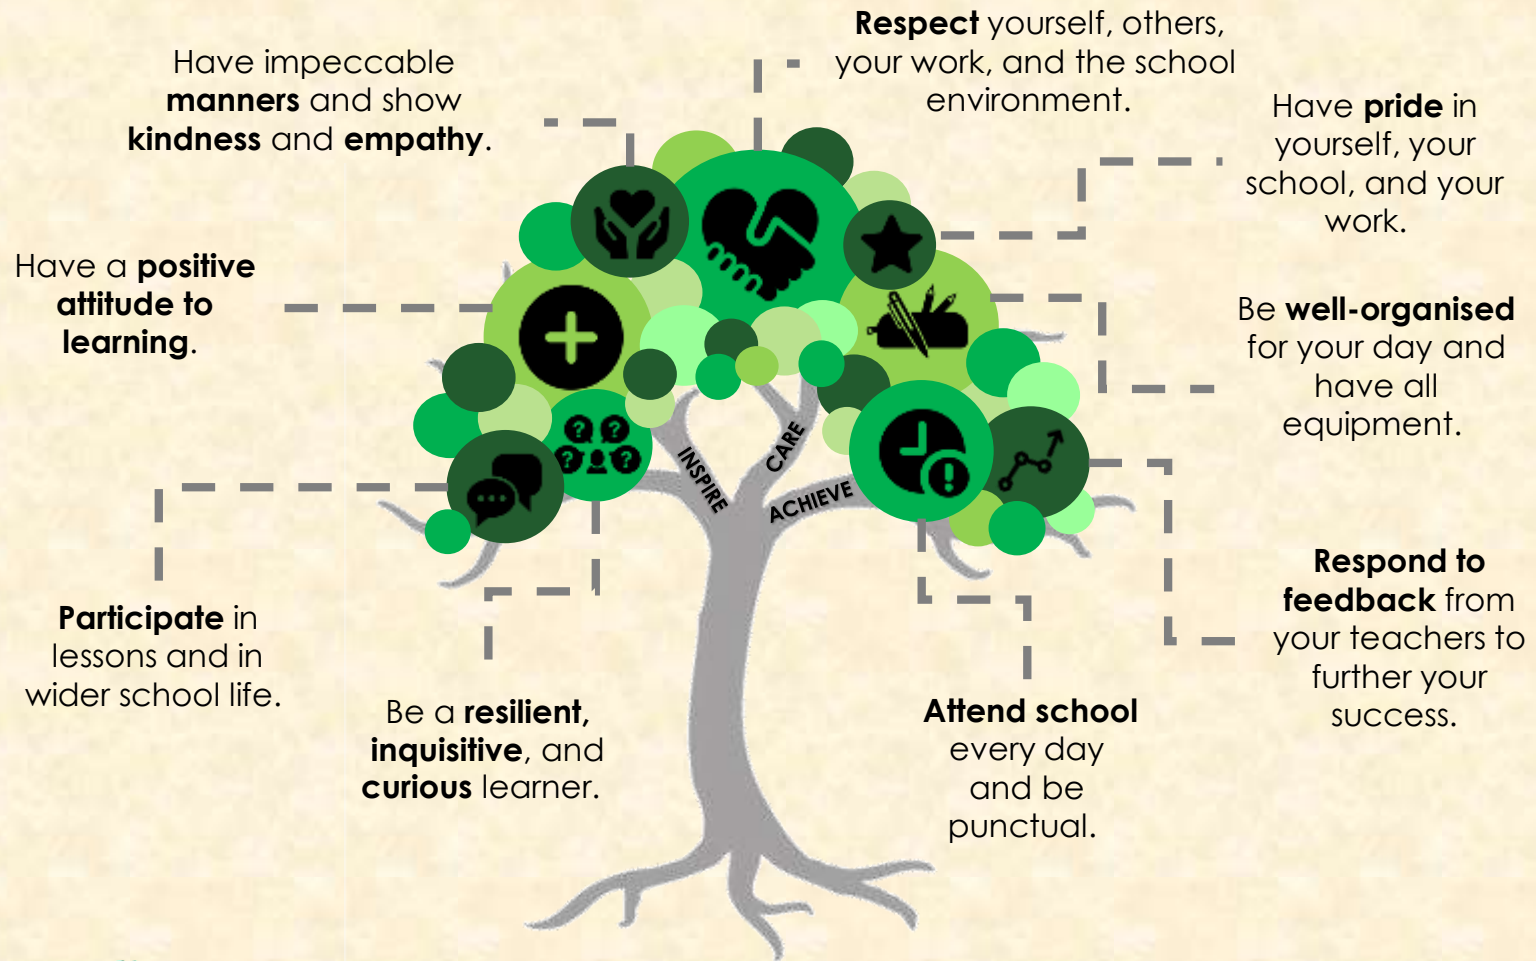 Respect yourself, others,
your work, and the school
environment.
Have impeccable
manners and show
kindness and empathy.
Have pride in
yourself, your
school, and your
work.
Have a positive
attitude to
learning.
Be well-organised
for your day and
have all
equipment.
INSPIRE
CARE
ACHIEVE
Participate in
lessons and in
wider school life.
Be a resilient,
inquisitive, and
curious learner.
Attend school
every day
and be
punctual.
Respond to
feedback from
your teachers to
further your
success.